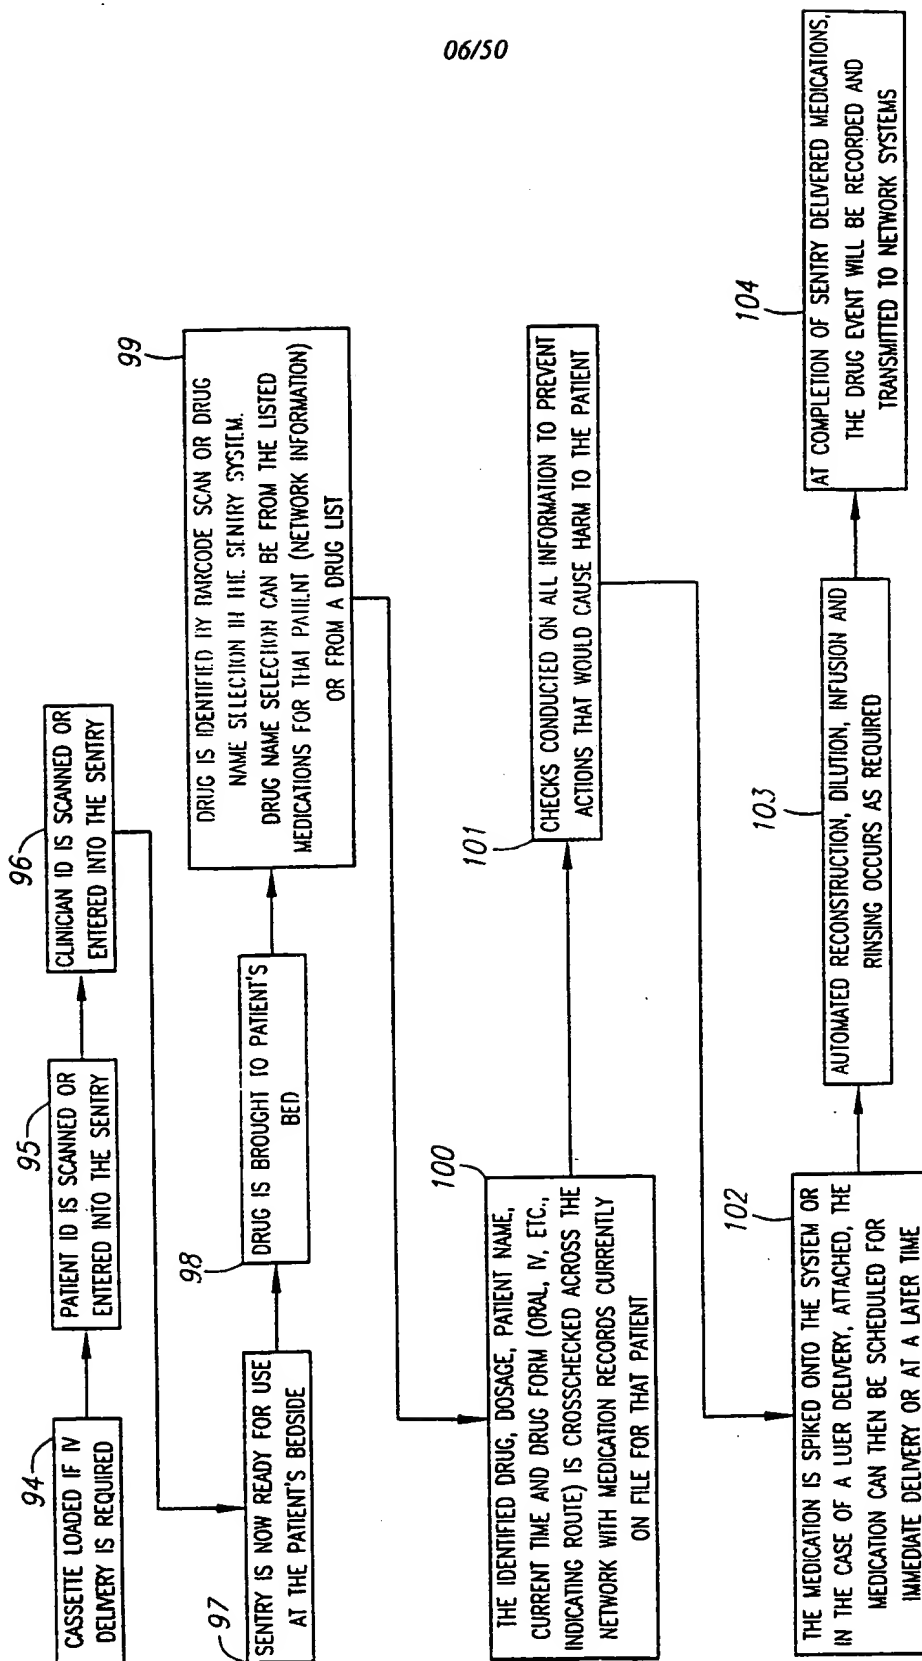 06/50
94
CASSETTE LOADED IF IV
DELIVERY IS REQUIRED
95
PATIENT ID IS SCANNED OR
ENTERED INTO THE SENTRY
96
CLINICIAN ID IS SCANNED OR
ENTERED INTO THE SENTRY
97
SENTRY IS NOW READY FOR USE
AT THE PATIENT'S BEDSIDE
98
DRUG IS BROUGHT TO PATIENT'S
BED
99
DRUG IS IDENTIFIED BY BARCODE SCAN OR DRUG
NAME SELECTION IN THE SENTRY SYSTEM.
DRUG NAME SELECTION CAN BE FROM THE LISTED
MEDICATIONS FOR THAT PATIENT (NETWORK INFORMATION)
OR FROM A DRUG LIST
100
THE IDENTIFIED DRUG, DOSAGE, PATIENT NAME,
CURRENT TIME AND DRUG FORM (ORAL, IV, ETC.,
INDICATING ROUTE) IS CROSSCHECKED ACROSS THE
NETWORK WITH MEDICATION RECORDS CURRENTLY
ON FILE FOR THAT PATIENT
101
CHECKS CONDUCTED ON ALL INFORMATION TO PREVENT
ACTIONS THAT WOULD CAUSE HARM TO THE PATIENT
102
THE MEDICATION IS SPIKED ONTO THE SYSTEM OR
IN THE CASE OF A LUER DELIVERY, ATTACHED, THE
MEDICATION CAN THEN BE SCHEDULED FOR
IMMEDIATE DELIVERY OR AT A LATER TIME
103
AUTOMATED RECONSTRUCTION, DILUTION, INFUSION AND
RINSING OCCURS AS REQUIRED
104
AT COMPLETION OF SENTRY DELIVERED MEDICATIONS,
THE DRUG EVENT WILL BE RECORDED AND
TRANSMITTED TO NETWORK SYSTEMS